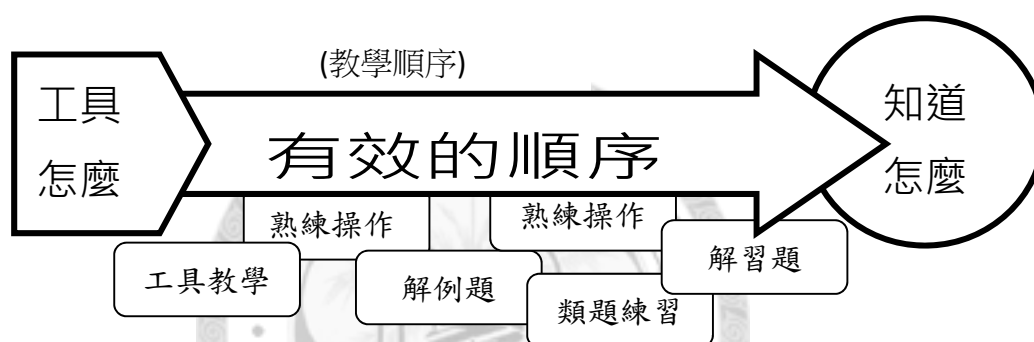 (教學順序)
工具
怎麼
有效的順序
知道
怎麼
熟練操作
熟練操作
工具教學
解例題
解習題
類題練習